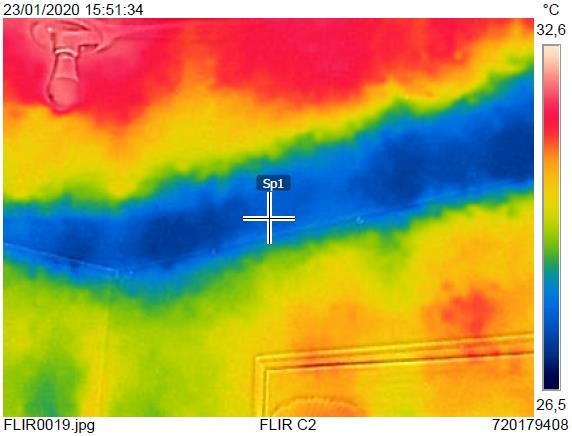 23/01/2020 15:51:34
°C
32,6
Sp1
26,5
FLIR0019.jpg
FLIR C2
720179408